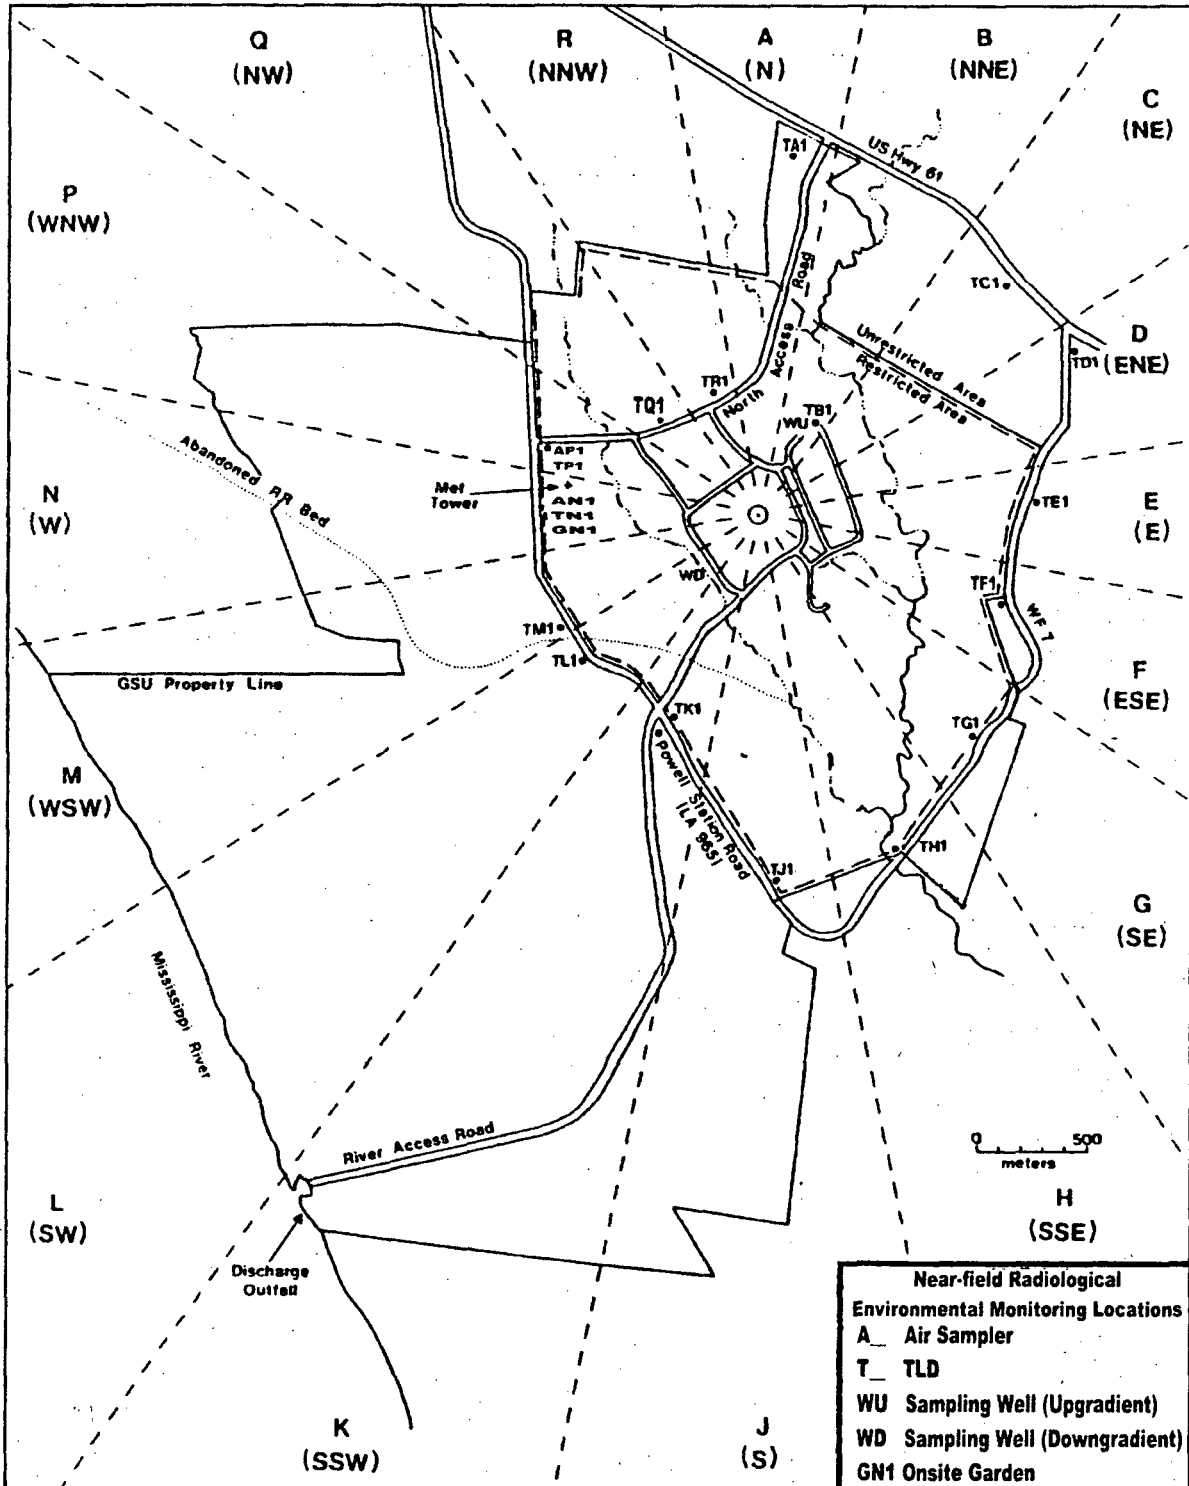 Q
(NW)
R
(NNW)
A
(N)
B
(NNE)
C
(NE)
P
(WNW)
TA1
US Hwy 61
TC1
D
(ENE)
TD1
Unrestricted Area
Restricted Area
North Access Road
TR1
TQ1
TB1
WU
AP1
TP1
Met
Tower
AN1
TN1
GN1
Abandoned RR Bed
N
(W)
TE1
E
(E)
WD
TF1
WF 7
TM1
TL1
GSU Property Line
F
(ESE)
TK1
TG1
M
(WSW)
Powell Station Road
(LA 965)
TH1
TJ1
G
(SE)
Mississippi River
River Access Road
0 500
meters
L
(SW)
H
(SSE)
Discharge
Outfall
K
(SSW)
J
(S)
Near-field Radiological
Environmental Monitoring Locations
A_ Air Sampler
T_ TLD
WU Sampling Well (Upgradient)
WD Sampling Well (Downgradient)
GN1 Onsite Garden